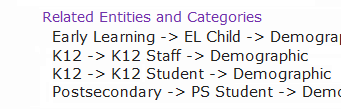 Related Entities and Categories
Early Learning -> EL Child -> Demogra
K12 -> K12 Staff -> Demographic
K12 -> K12 Student -> Demographic
Postsecondary -> PS Student -> Demo